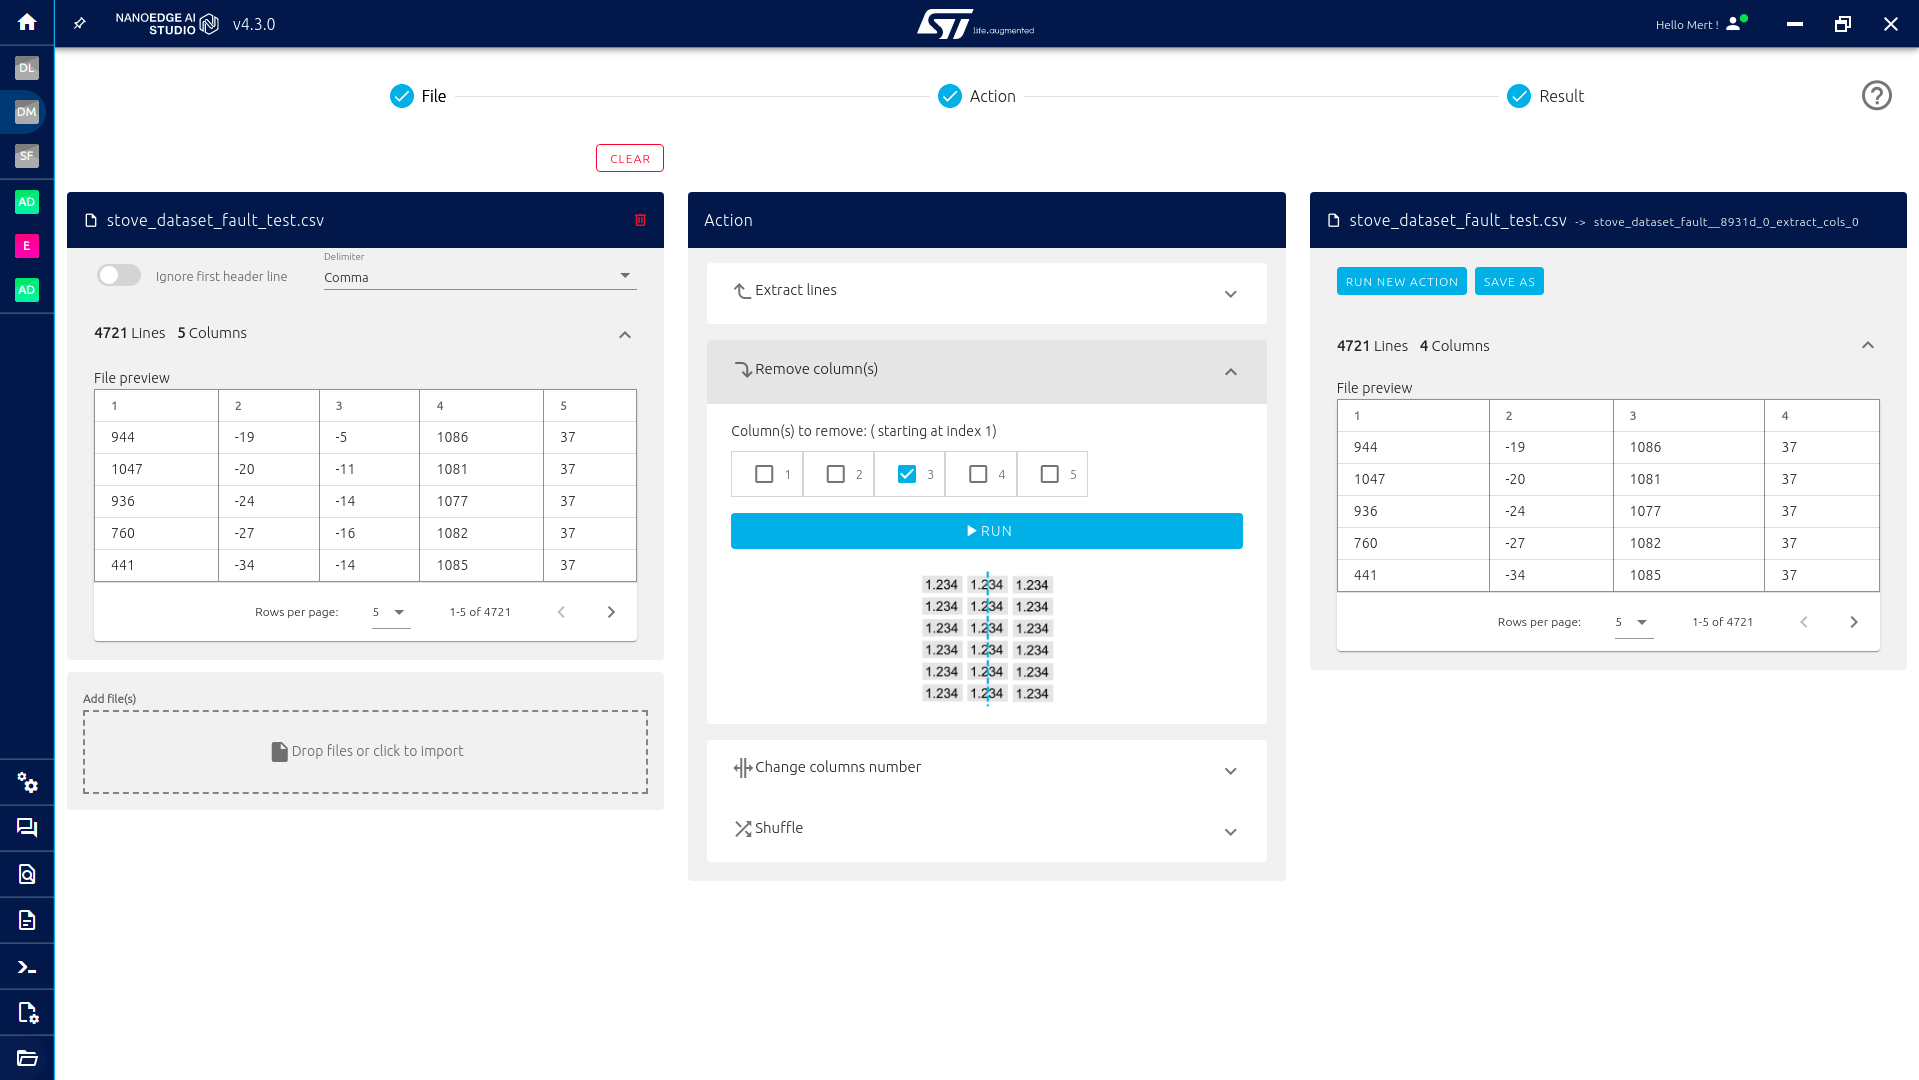 NANOEDGE AI
STUDIO
v4.3.0
ST life.augmented
Hello Mert !
DL
DM
SF
AD
E
AD
File
Action
Result
CLEAR
stove_dataset_fault_test.csv
Ignore first header line
Delimiter
Comma
4721 Lines 5 Columns
File preview
1 2 3 4 5
944 -19 -5 1086 37
1047 -20 -11 1081 37
936 -24 -14 1077 37
760 -27 -16 1082 37
441 -34 -14 1085 37
Rows per page: 5 1-5 of 4721
Add file(s)
Drop files or click to import
Action
Extract lines
Remove column(s)
Column(s) to remove: ( starting at index 1)
1 2 3 4 5
RUN
1.234 1.234 1.234
1.234 1.234 1.234
1.234 1.234 1.234
1.234 1.234 1.234
1.234 1.234 1.234
1.234 1.234 1.234
Change columns number
Shuffle
stove_dataset_fault_test.csv -> stove_dataset_fault__8931d_0_extract_cols_0
RUN NEW ACTION
SAVE AS
4721 Lines 4 Columns
File preview
1 2 3 4
944 -19 1086 37
1047 -20 1081 37
936 -24 1077 37
760 -27 1082 37
441 -34 1085 37
Rows per page: 5 1-5 of 4721